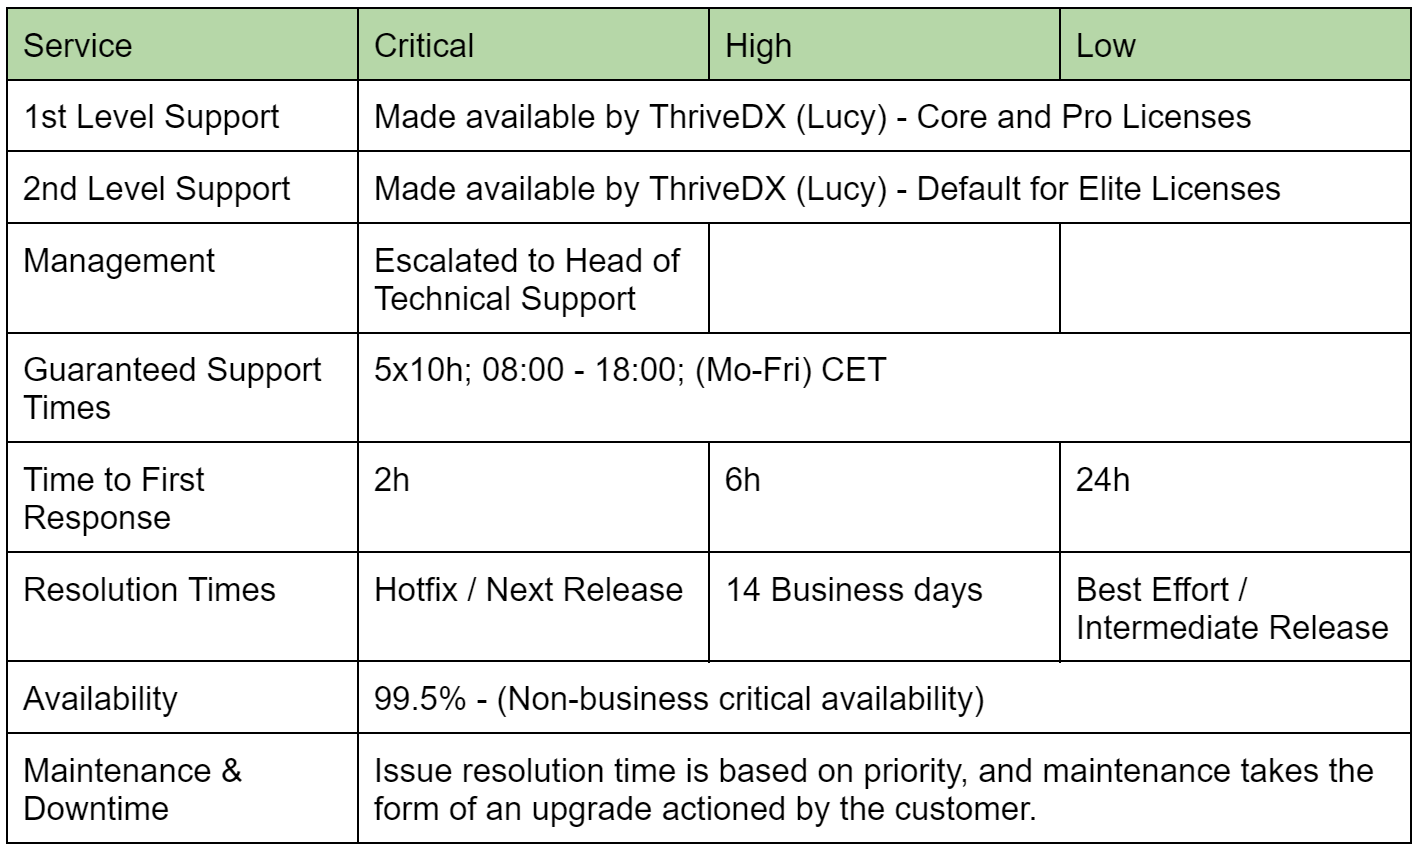 Service Critical High Low
1st Level Support Made available by ThriveDX (Lucy) - Core and Pro Licenses
2nd Level Support Made available by ThriveDX (Lucy) - Default for Elite Licenses
Management
Escalated to Head of
Technical Support
Guaranteed Support
Times
5x10h; 08:00 - 18:00; (Mo-Fri) CET
Time to First
Response
2h
6h
24h
Resolution Times
Hotfix / Next Release
14 Business days
Best Effort /
Intermediate Release
Availability 99.5% - (Non-business critical availability)
Maintenance &
Downtime
Issue resolution time is based on priority, and maintenance takes the
form of an upgrade actioned by the customer.